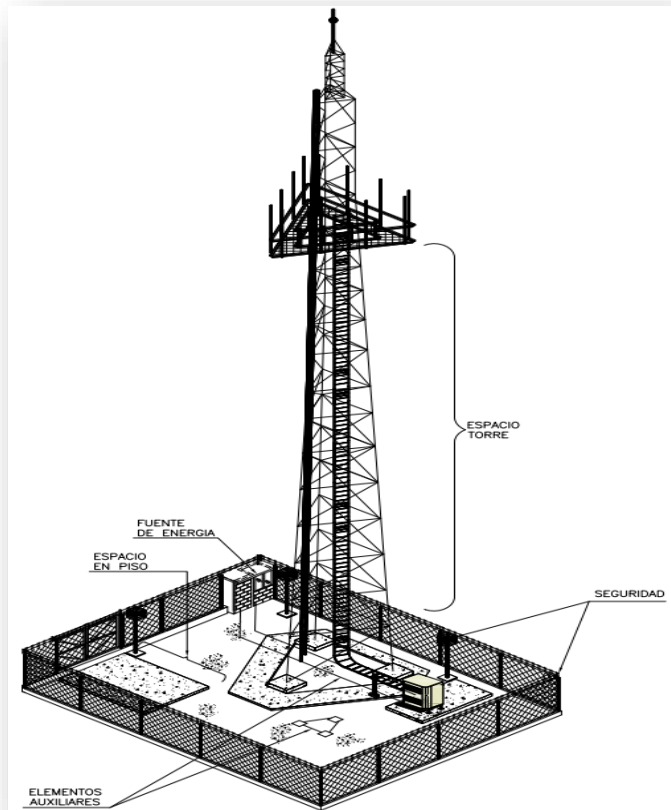 ESPACIO
TORRE
FUENTE
DE ENERGIA
ESPACIO
EN PISO
SEGURIDAD
ELEMENTOS
AUXILIARES